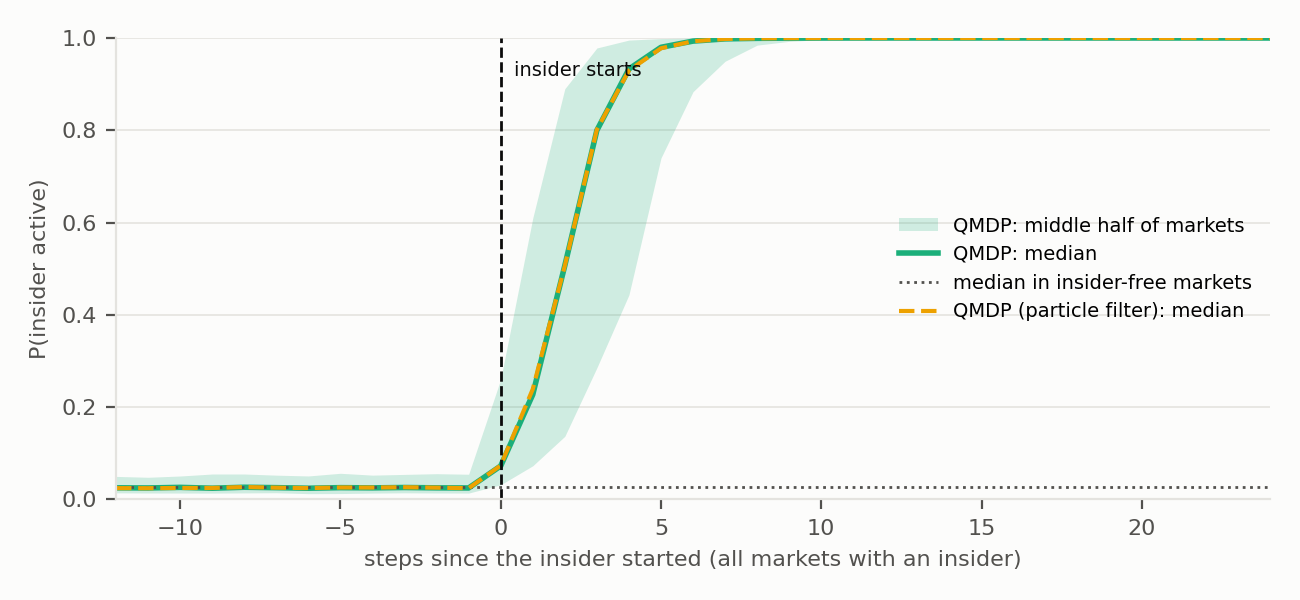 1.0
0.8
0.6
0.4
0.2
0.0
P(insider active)
insider starts
QMDP: middle half of markets
QMDP: median
median in insider-free markets
QMDP (particle filter): median
−10 −5 0 5 10 15 20
steps since the insider started (all markets with an insider)